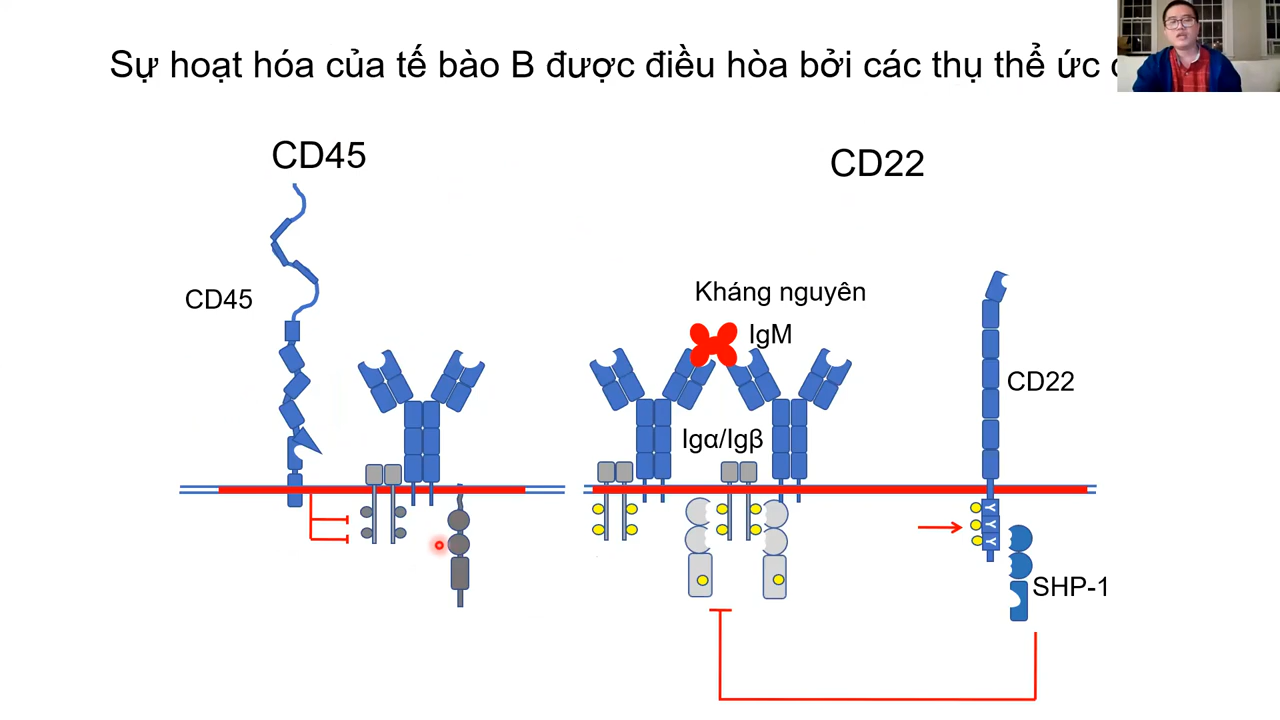 Sự hoạt hóa của tế bào B được điều hòa bởi các thụ thể ức
CD45
CD22
CD45
Kháng nguyên
IgM
CD22
Igα/Igβ
Y
Y
Y
SHP-1